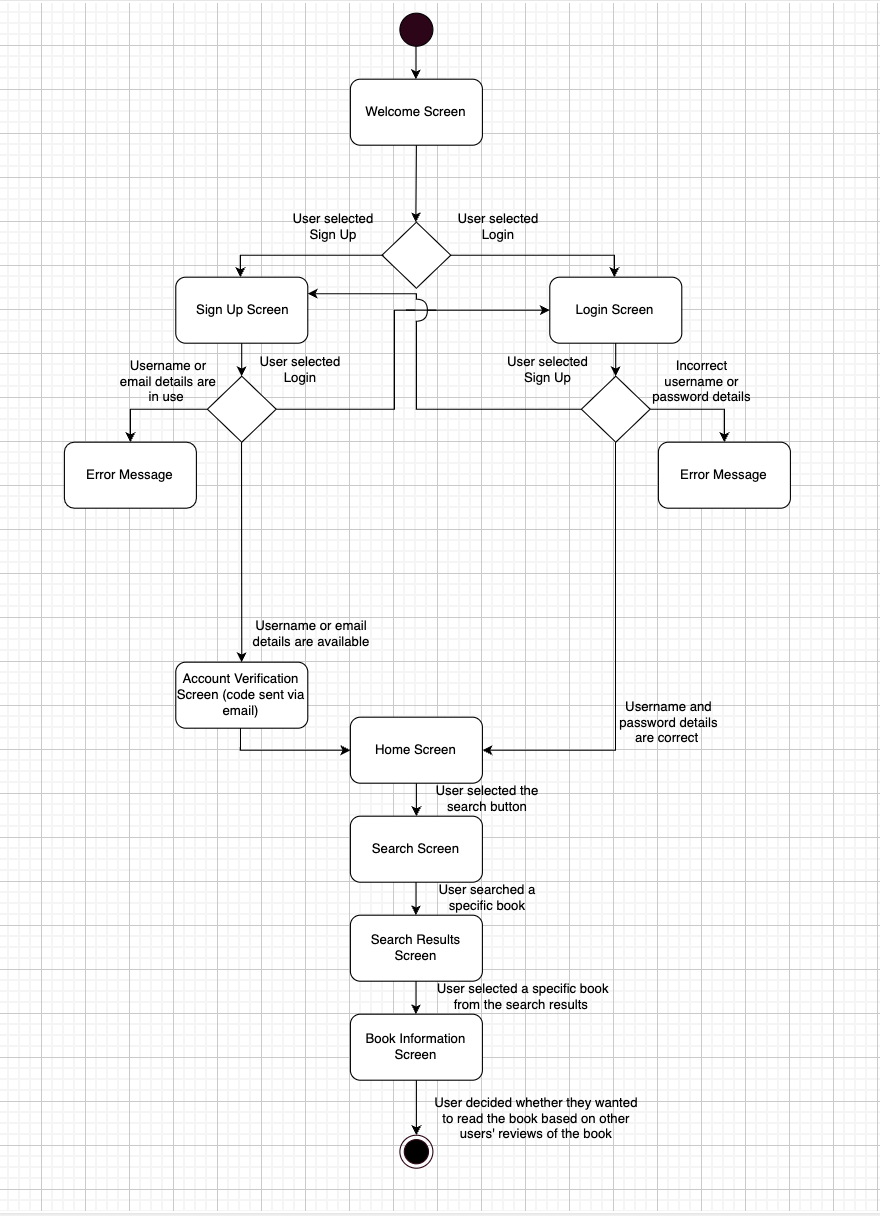 Welcome Screen
User selected
Sign Up
User selected
Login
Sign Up Screen
Login Screen
Username or
email details are
in use
User selected
Login
User selected
Sign Up
Incorrect
username or
password details
Error Message
Error Message
Username or email
details are available
Account Verification
Screen (code sent via
email)
Username and
password details
are correct
Home Screen
User selected the
search button
Search Screen
User searched a
specific book
Search Results
Screen
User selected a specific book
from the search results
Book Information
Screen
User decided whether they wanted
to read the book based on other
users' reviews of the book